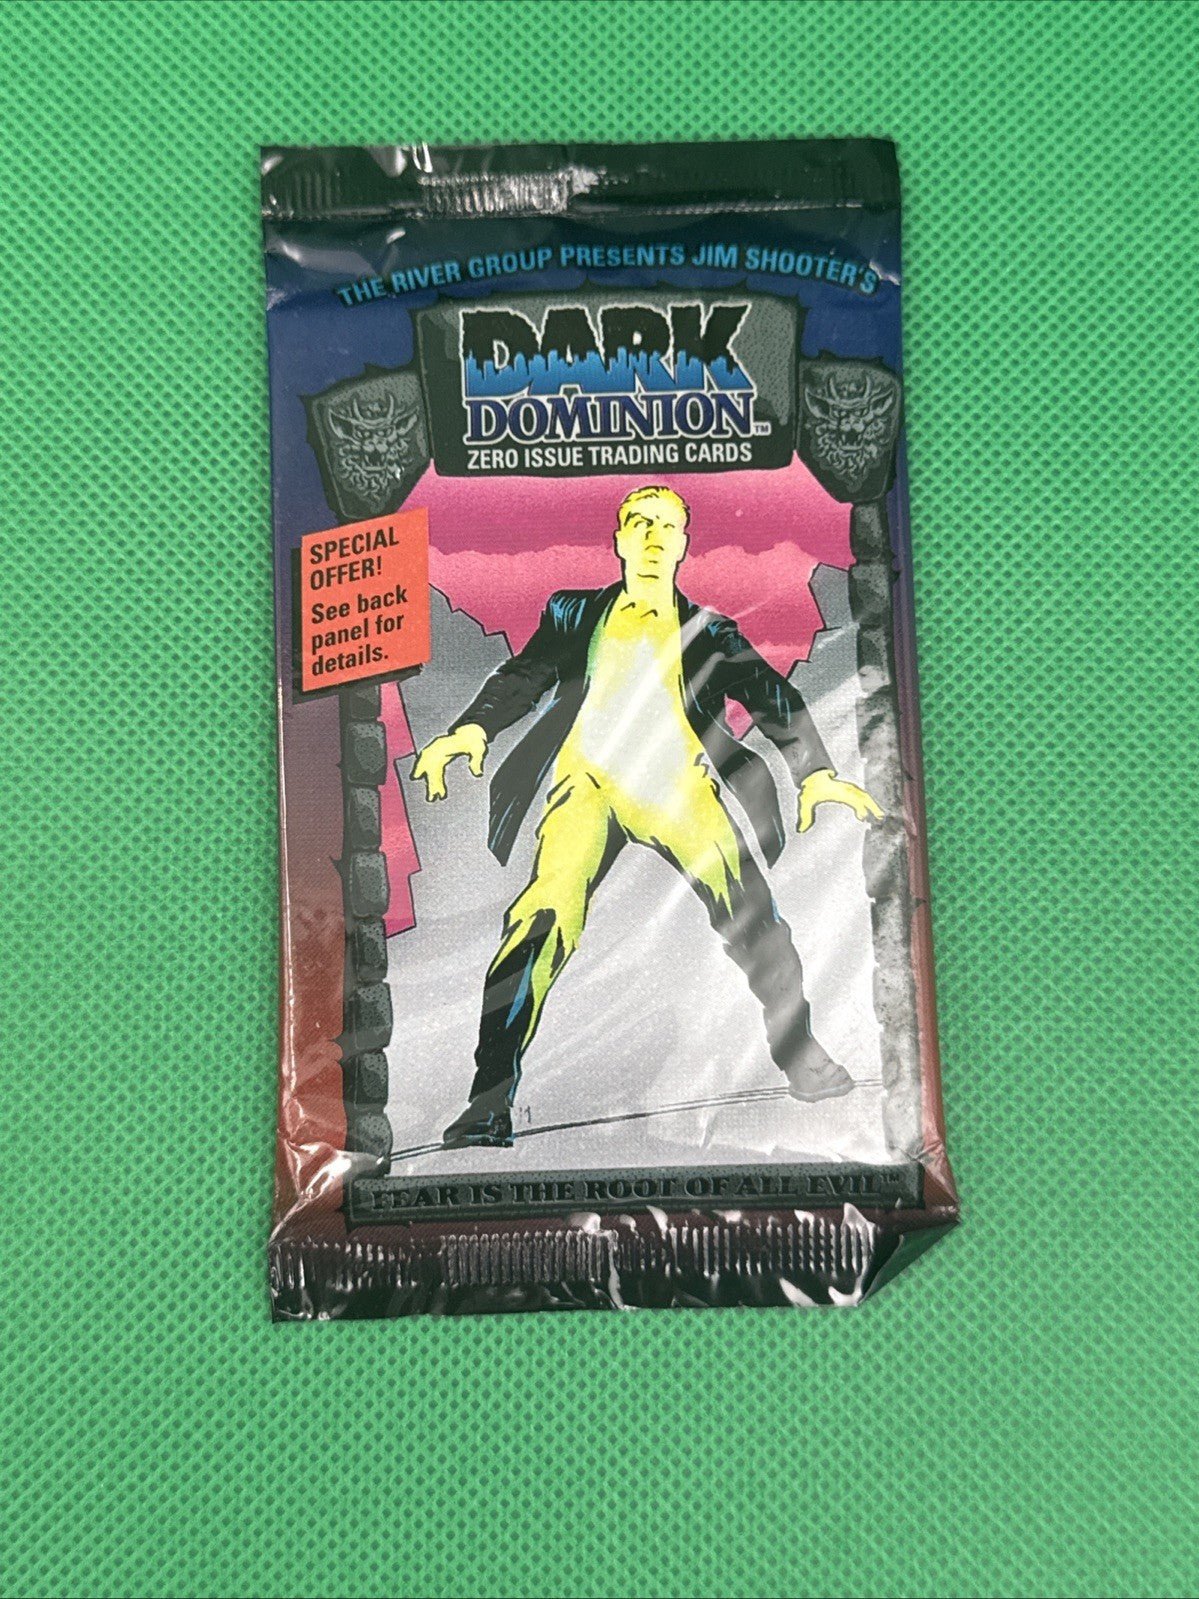 THE RIVER GROUP PRESENTS JIM SHOOTER'S
DARK
DOMINION™
ZERO ISSUE TRADING CARDS
SPECIAL
OFFER!
See back
panel for
details.
FEAR IS THE ROOT OF ALL EVIL™